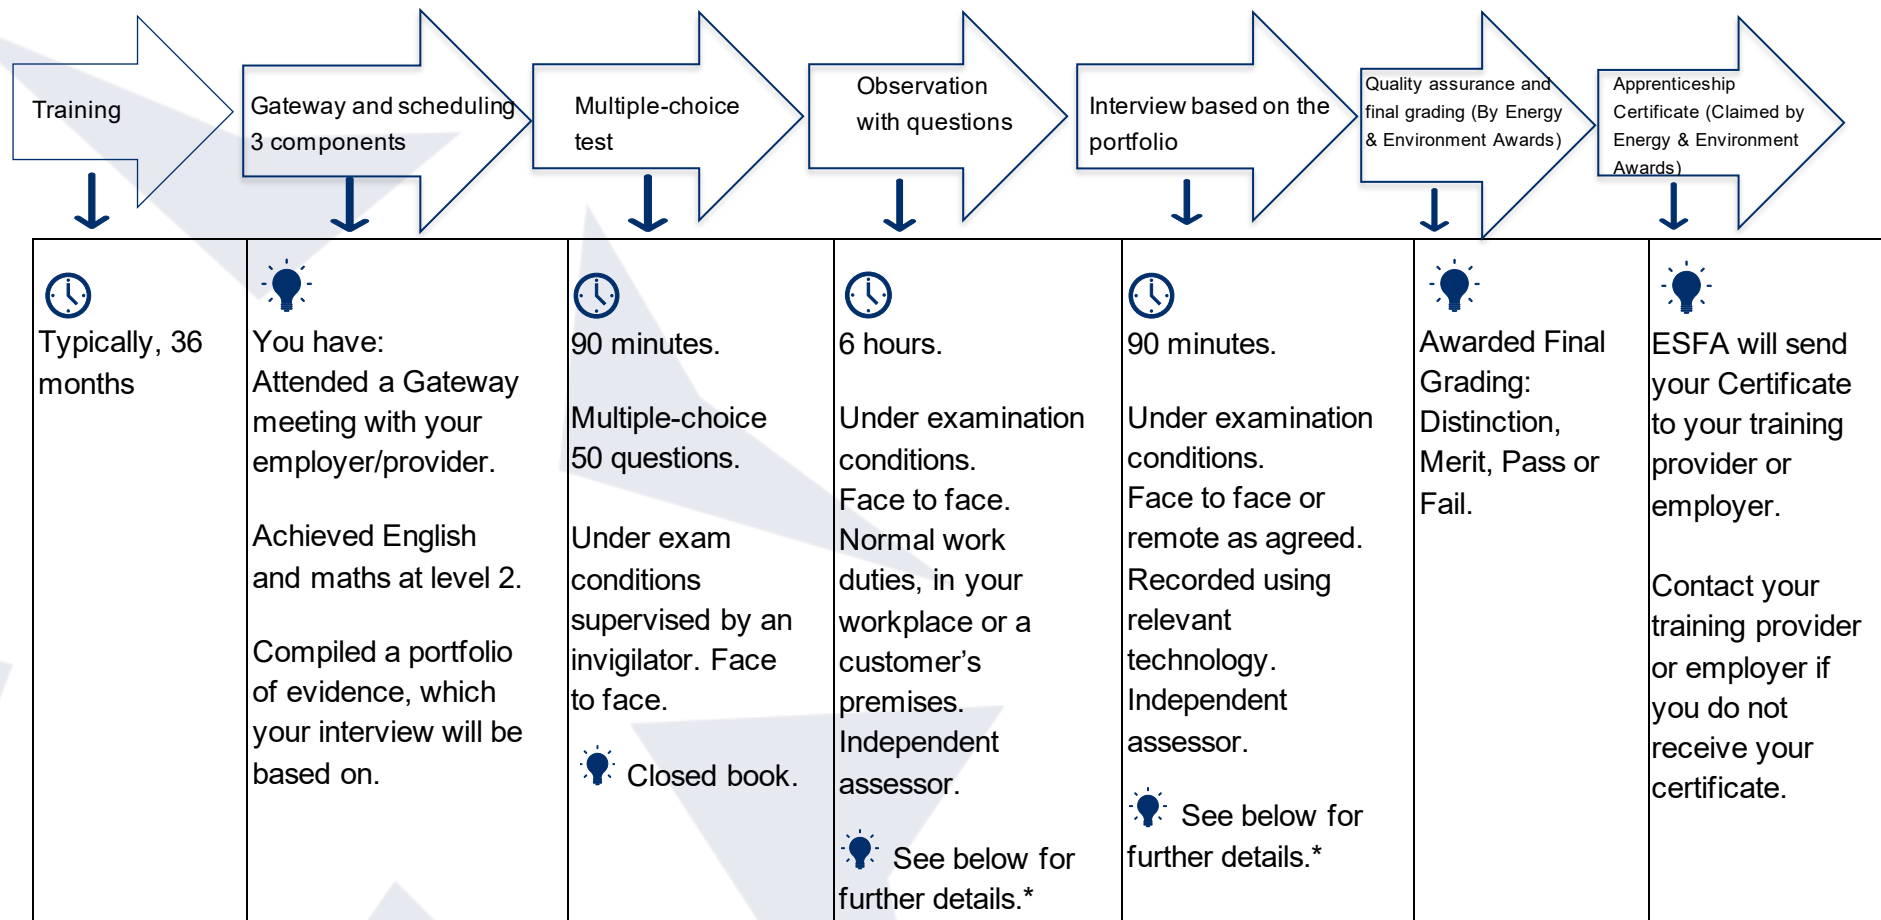 Training
Gateway and scheduling
3 components
Multiple-choice
test
Observation
with questions
Interview based on the
portfolio
Quality assurance and
final grading (By Energy
& Environment Awards)
Apprenticeship
Certificate (Claimed by
Energy & Environment
Awards)
Typically, 36
months
You have:
Attended a Gateway
meeting with your
employer/provider.
Achieved English
and maths at level 2.
Compiled a portfolio
of evidence, which
your interview will be
based on.
90 minutes.
Multiple-choice
50 questions.
Under exam
conditions
supervised by an
invigilator. Face
to face.
Closed book.
6 hours.
Under examination
conditions.
Face to face.
Normal work
duties, in your
workplace or a
customer’s
premises.
Independent
assessor.
See below for
further details.*
90 minutes.
Under examination
conditions.
Face to face or
remote as agreed.
Recorded using
relevant
technology.
Independent
assessor.
See below for
further details.*
Awarded Final
Grading:
Distinction,
Merit, Pass or
Fail.
ESFA will send
your Certificate
to your training
provider or
employer.
Contact your
training provider
or employer if
you do not
receive your
certificate.